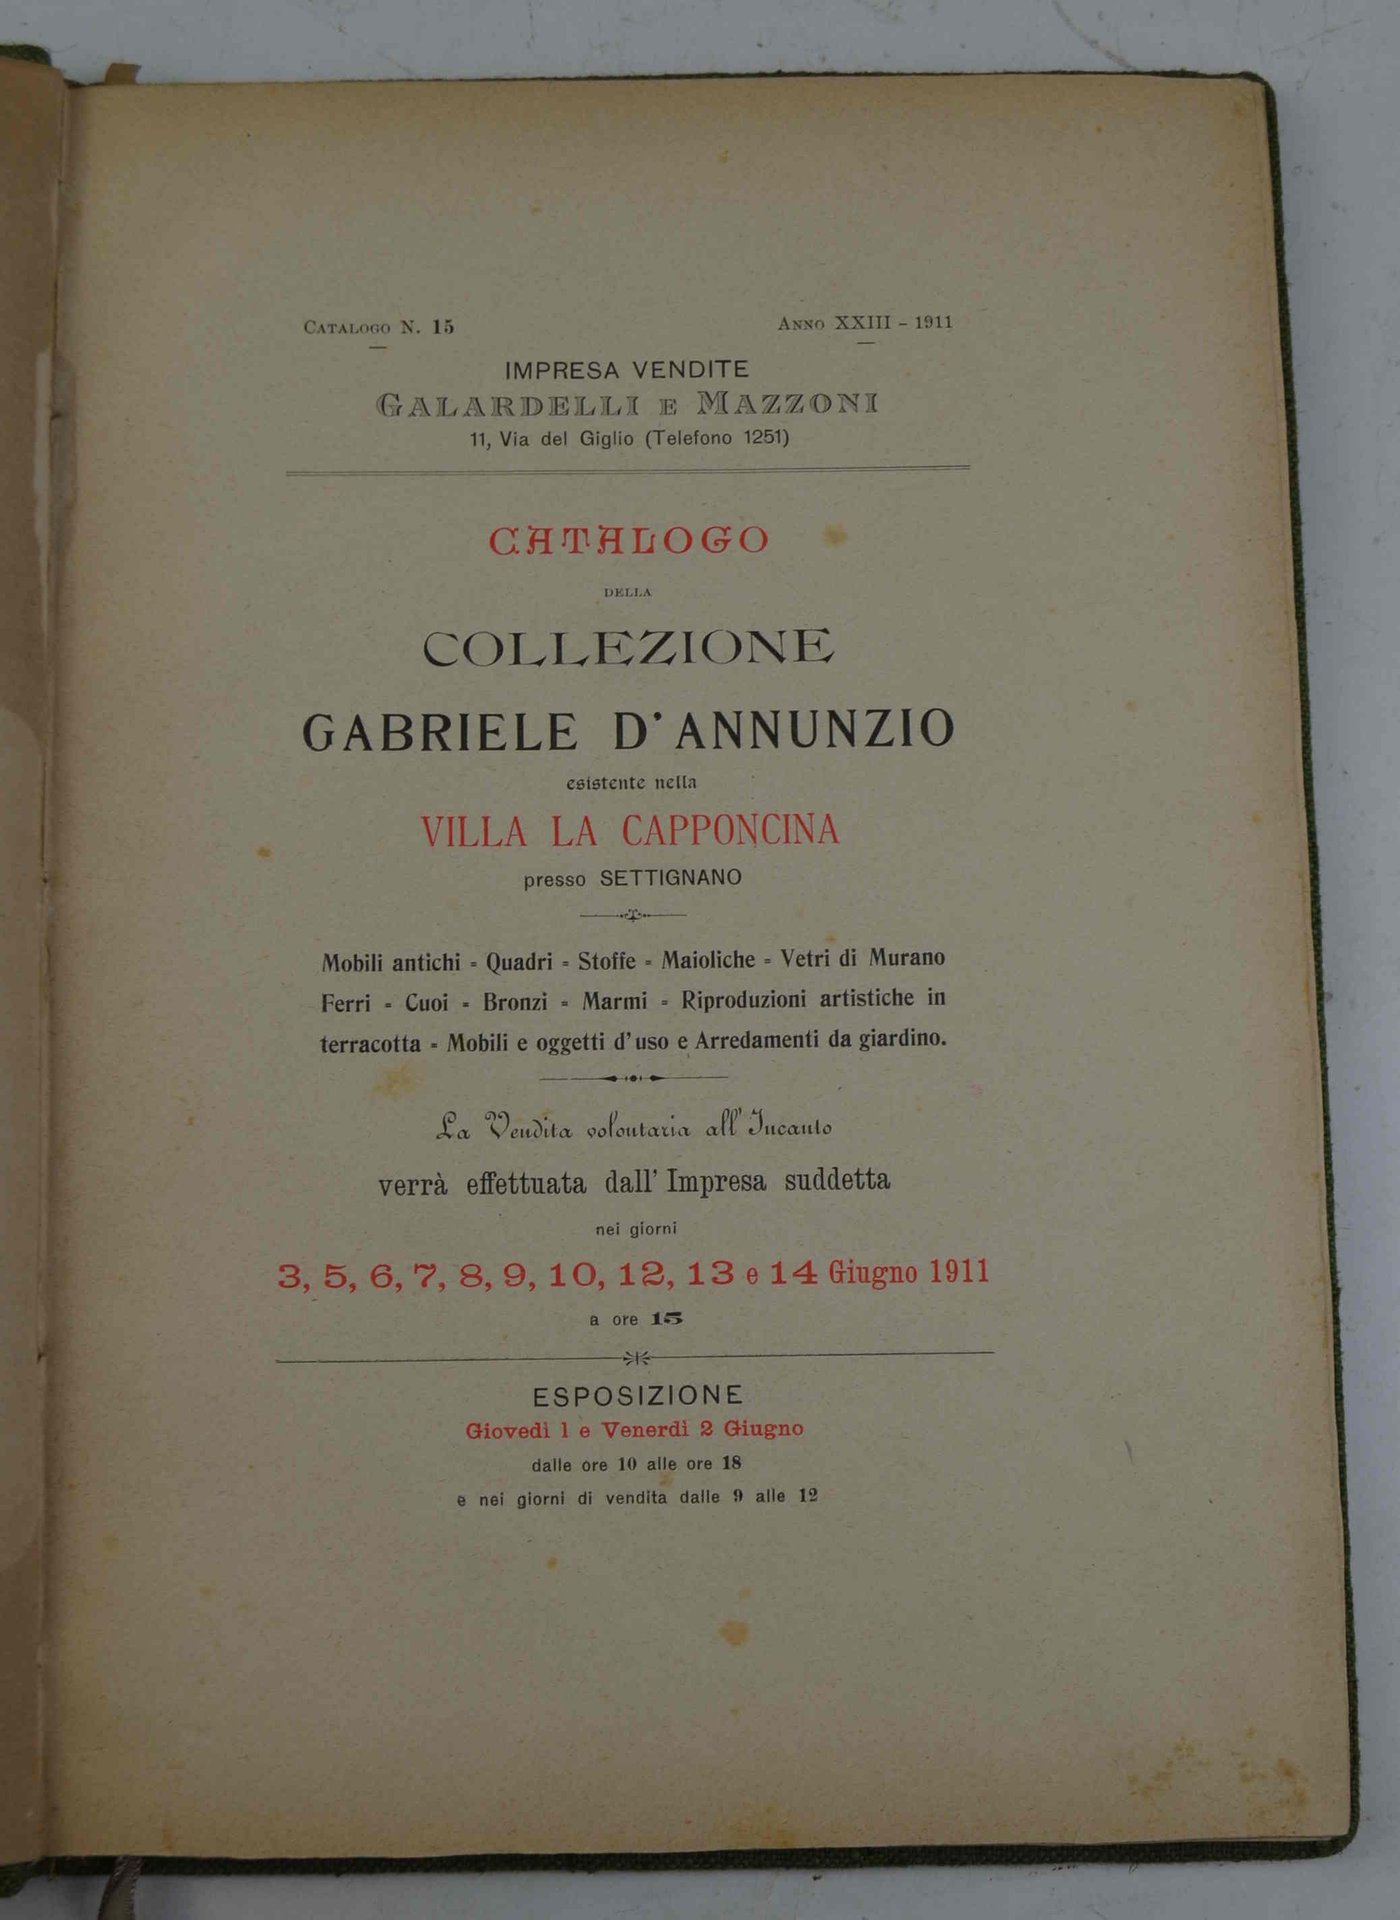 CATALOGO N. 15
ANNO XXIII - 1911
IMPRESA VENDITE
GALARDELLI E MAZZONI
11, Via del Giglio (Telefono 1251)
CATALOGO
DELLA
COLLEZIONE
GABRIELE D'ANNUNZIO
esistente nella
VILLA LA CAPPONCINA
presso SETTIGNANO
Mobili antichi - Quadri - Stoffe - Maioliche - Vetri di Murano
Ferri - Cuoi - Bronzi - Marmi - Riproduzioni artistiche in
terracotta - Mobili e oggetti d'uso e Arredamenti da giardino.
La Vendita volontaria all'Incanto
verrà effettuata dall'Impresa suddetta
nei giorni
3, 5, 6, 7, 8, 9, 10, 12, 13 e 14 Giugno 1911
a ore 15
ESPOSIZIONE
Giovedì 1 e Venerdì 2 Giugno
dalle ore 10 alle ore 18
e nei giorni di vendita dalle 9 alle 12